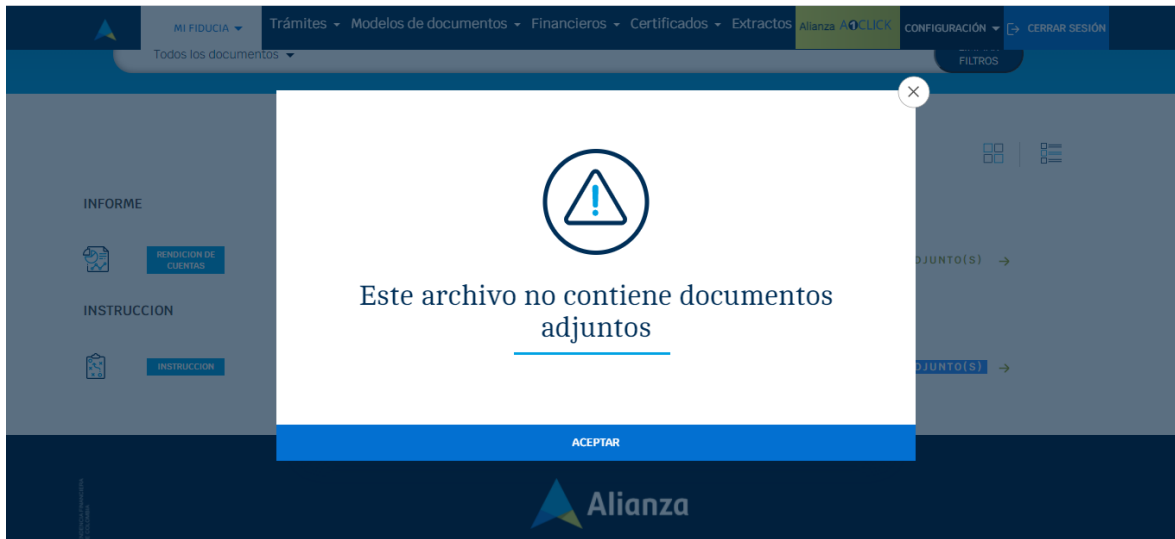 MI FIDUCIA
Trámites
Modelos de documentos
Financieros
Certificados
Extractos
Alianza A1CLICK
CONFIGURACIÓN
CERRAR SESIÓN
Todos los documentos
FILTROS
INFORME
RENDICION DE
CUENTAS
DJUNTO(S)
INSTRUCCION
INSTRUCCION
DJUNTO(S)
Este archivo no contiene documentos
adjuntos
ACEPTAR
Alianza